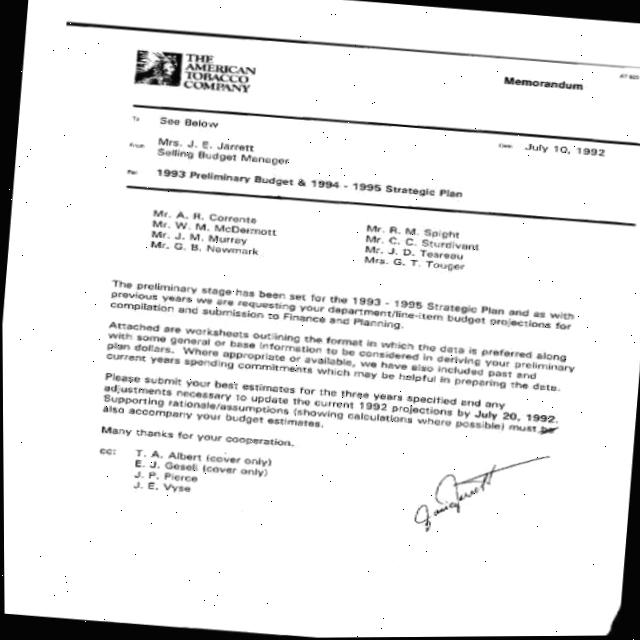 THE
AMERICAN
TOBACCO
COMPANY
Memorandum
To See Below
From Mrs. J. E. Jarrett
Selling Budget Manager
Date July 10, 1992
Re: 1993 Preliminary Budget & 1994 - 1995 Strategic Plan
Mr. A. R. Corrente
Mr. W. M. McDermott
Mr. J. M. Murray
Mr. G. B. Newmark
Mr. R. M. Spight
Mr. C. C. Sturdivant
Mr. J. D. Teareau
Mrs. G. T. Touger
The preliminary stage has been set for the 1993 - 1995 Strategic Plan and as with
previous years we are requesting your department/line-item budget projections for
compilation and submission to Finance and Planning.
Attached are worksheets outlining the format in which the data is preferred along
with some general or base information to be considered in deriving your preliminary
plan dollars. Where appropriate or available, we have also included past and
current years spending commitments which may be helpful in preparing the data.
Please submit your best estimates for the three years specified and any
adjustments necessary to update the current 1992 projections by July 20, 1992.
Supporting rationale/assumptions (showing calculations where possible) must be
also accompany your budget estimates.
Many thanks for your cooperation.
cc: T. A. Albert (cover only)
E. J. Gesell (cover only)
J. P. Pierce
J. E. Vyse